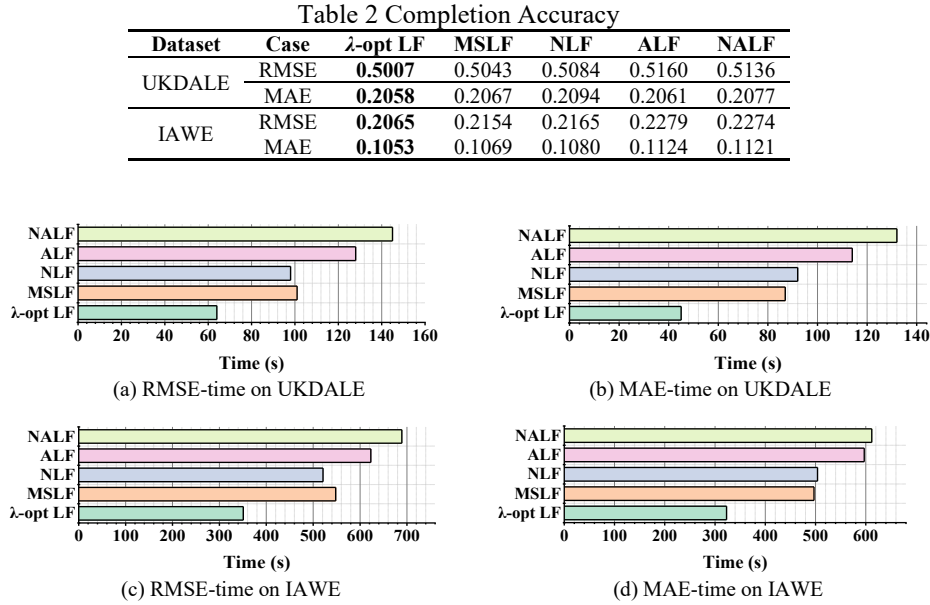 Table 2 Completion Accuracy
Dataset Case λ-opt LF MSLF NLF ALF NALF
UKDALE RMSE 0.5007 0.5043 0.5084 0.5160 0.5136
MAE 0.2058 0.2067 0.2094 0.2061 0.2077
IAWE RMSE 0.2065 0.2154 0.2165 0.2279 0.2274
MAE 0.1053 0.1069 0.1080 0.1124 0.1121
NALF
ALF
NLF
MSLF
λ-opt LF
0 20 40 60 80 100 120 140 160
Time (s)
(a) RMSE-time on UKDALE
NALF
ALF
NLF
MSLF
λ-opt LF
0 20 40 60 80 100 120 140
Time (s)
(b) MAE-time on UKDALE
NALF
ALF
NLF
MSLF
λ-opt LF
0 100 200 300 400 500 600 700
Time (s)
(c) RMSE-time on IAWE
NALF
ALF
NLF
MSLF
λ-opt LF
0 100 200 300 400 500 600
Time (s)
(d) MAE-time on IAWE